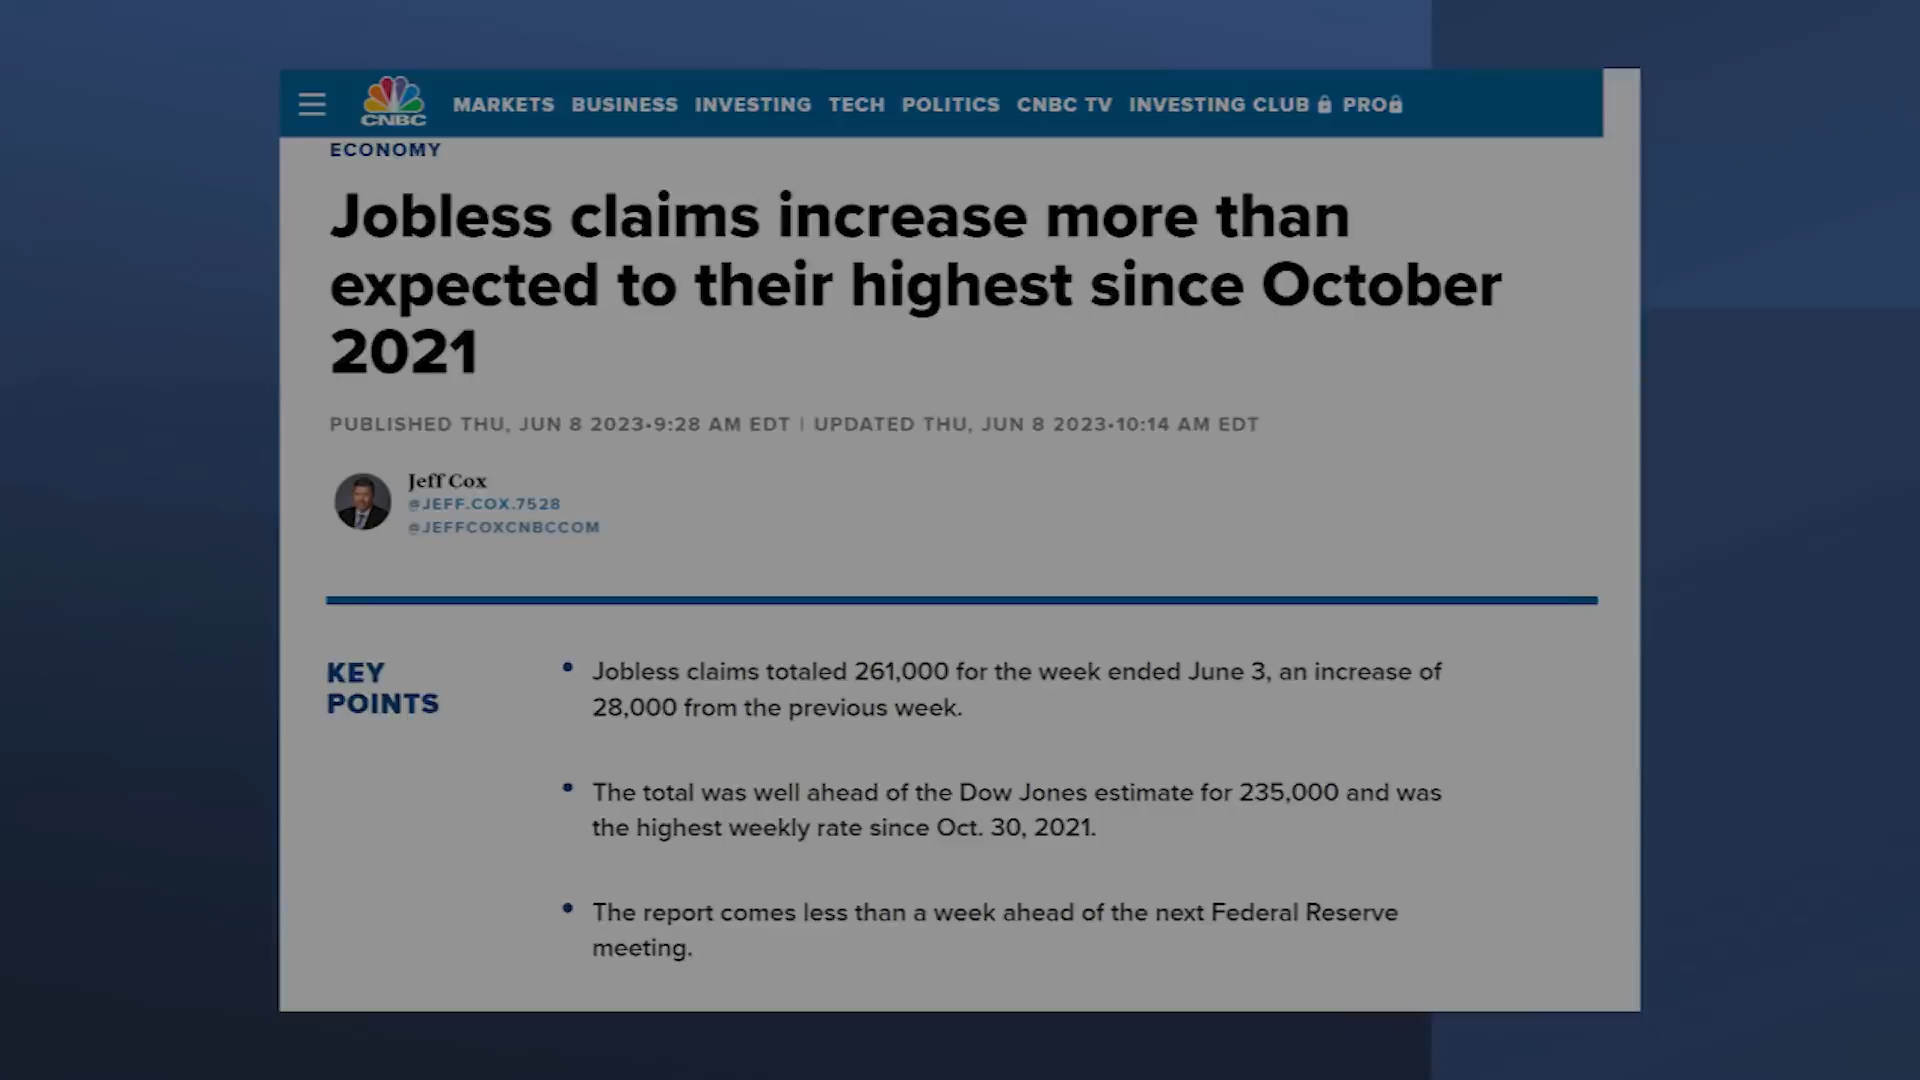 CNBC
MARKETS BUSINESS INVESTING TECH POLITICS CNBC TV INVESTING CLUB PRO
ECONOMY
Jobless claims increase more than
expected to their highest since October
2021
PUBLISHED THU, JUN 8 2023•9:28 AM EDT | UPDATED THU, JUN 8 2023•10:14 AM EDT
Jeff Cox
@JEFF.COX.7528
@JEFFCOXCNBCCOM
KEY
POINTS
• Jobless claims totaled 261,000 for the week ended June 3, an increase of
28,000 from the previous week.
• The total was well ahead of the Dow Jones estimate for 235,000 and was
the highest weekly rate since Oct. 30, 2021.
• The report comes less than a week ahead of the next Federal Reserve
meeting.